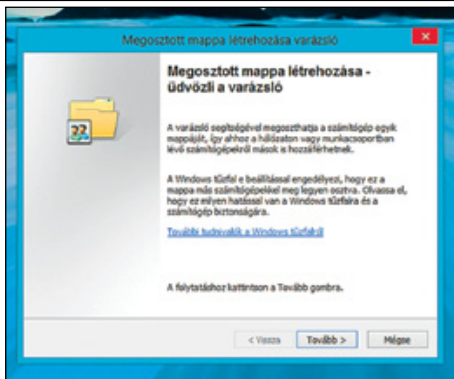 Megosztott mappa létrehozása varázsló
Megosztott mappa létrehozása -
üdvözli a varázsló
A varázsló segítségével megoszthatja a számítógép egyik
mappáját, így ahhoz a hálózaton vagy munkacsoportban
lévő számítógépekről mások is hozzáférhetnek.
A Windows tűzfal e beállítással engedélyezi, hogy ez a
mappa más számítógépekkel meg legyen osztva. Olvassa el,
hogy ez milyen hatással van a Windows tűzfalra és a
számítógép biztonságára.
További tudnivalók a Windows tűzfalról
A folytatáshoz kattintson a Tovább gombra.
< Vissza
Tovább >
Mégse